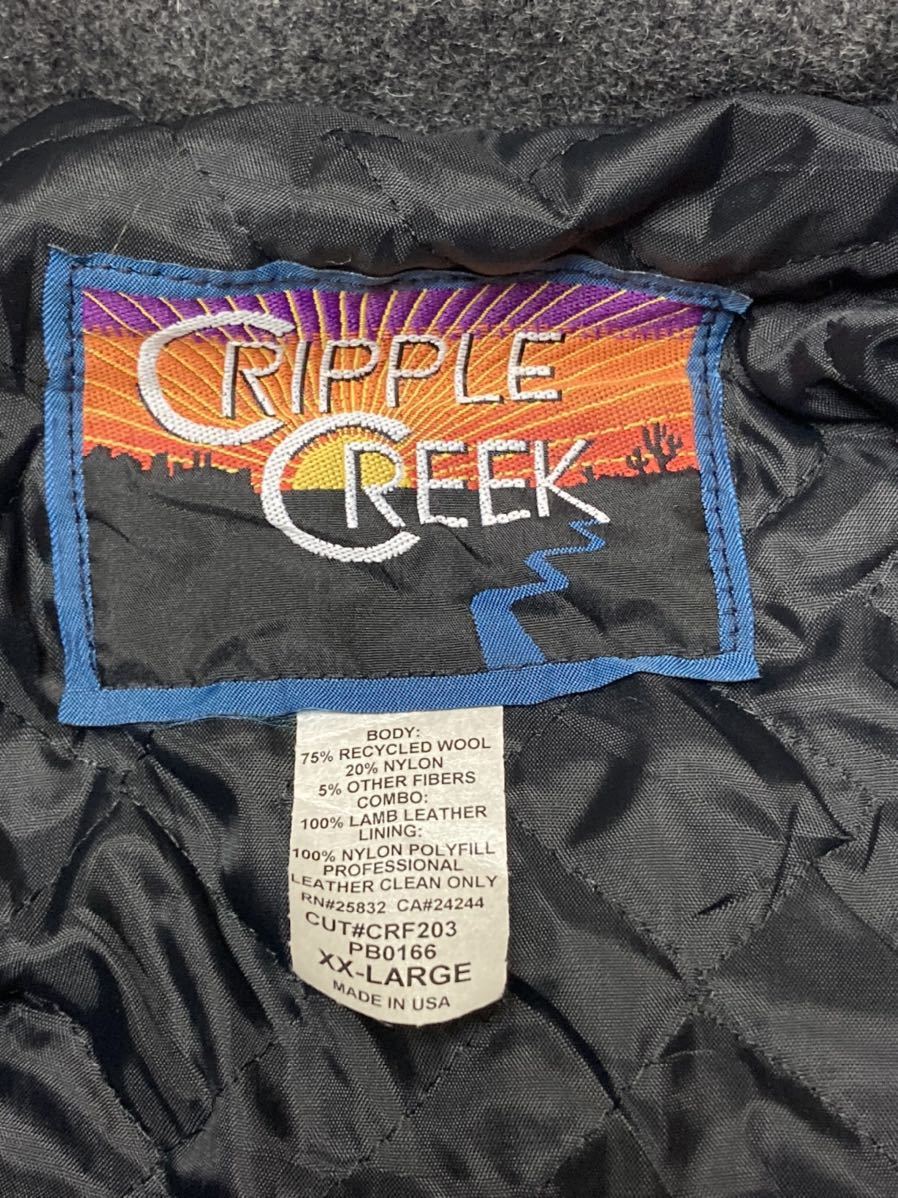 CRIPPLE
CREEK
BODY:
75% RECYCLED WOOL
20% NYLON
5% OTHER FIBERS
COMBO:
100% LAMB LEATHER
LINING:
100% NYLON POLYFILL
PROFESSIONAL
LEATHER CLEAN ONLY
RN#25832 CA#24244
CUT#CRF203
PB0166
XX-LARGE
MADE IN USA